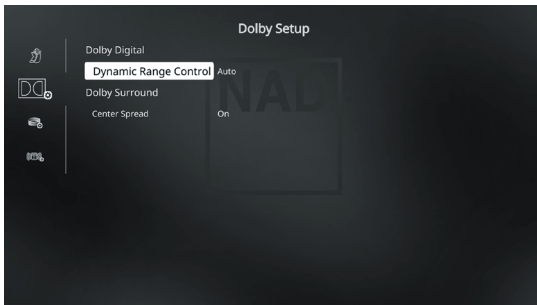 Dolby Setup
Dolby Digital
Dynamic Range Control Auto
Dolby Surround
Center Spread On
NAD